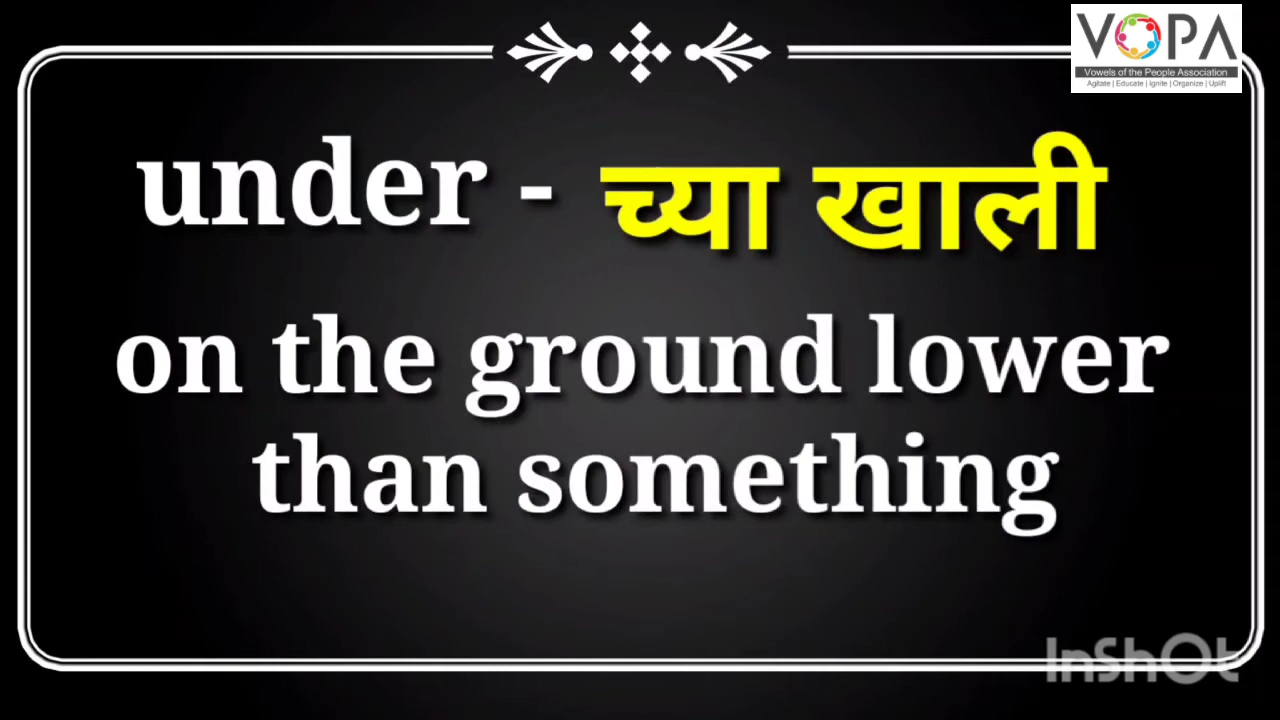 VOPA
Vowels of the People Association
Agitate | Educate | Ignite | Organize | Uplift
under - च्या खाली
on the ground lower
than something
InShOt